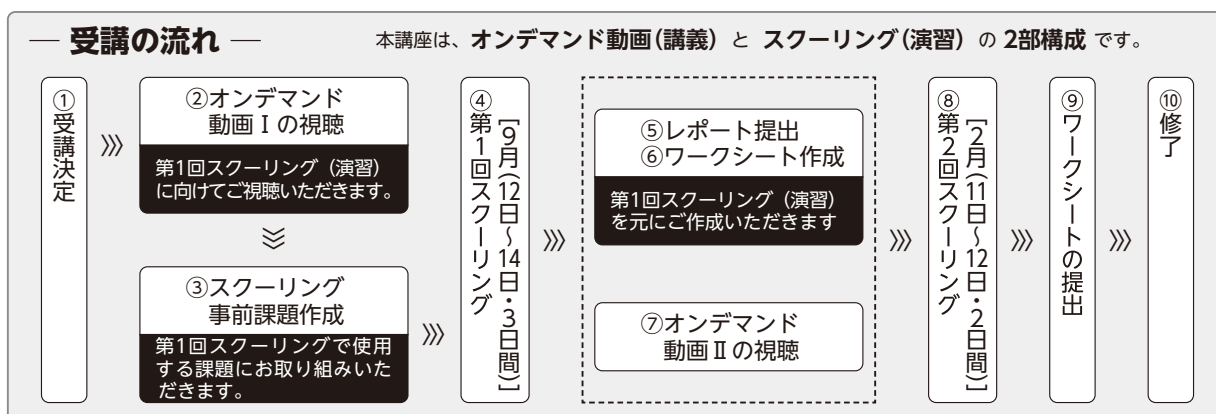 ― 受講の流れ ―
本講座は、オンデマンド動画(講義) と スクーリング(演習) の 2部構成 です。
①受講決定
②オンデマンド
動画Ⅰの視聴
第1回スクーリング（演習）
に向けてご視聴いただきます。
③スクーリング
事前課題作成
第1回スクーリングで使用
する課題にお取り組みいた
だきます。
④第1回スクーリング
[9月(12日～14日・3日間)]
⑤レポート提出
⑥ワークシート作成
第1回スクーリング（演習）
を元にご作成いただきます
⑦オンデマンド
動画Ⅱの視聴
⑧第2回スクーリング
[2月(11日～12日・2日間)]
⑨ワークシートの提出
⑩修了